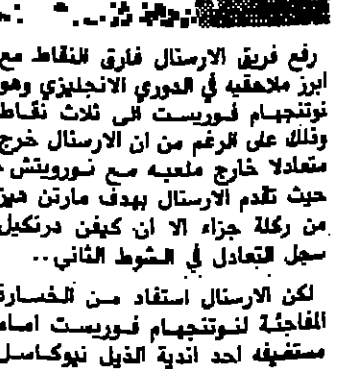 رفع فريق الارسنال فارق النقاط مع
ابرز ملاحقيه في الدوري الانجليزي وهو
نوتنجهام فوريست الى ثلاث نقاط
وذلك على الرغم من ان الارسنال خرج
متعادلا خارج ملعبه مع نورويتش
حيث تقدم الارسنال بهدف مارتن هيز
من ركلة جزاء الا ان كيفن درنكيل
سجل التعادل في الشوط الثاني ..
لكن الارسنال استفاد من الخسارة
المفاجئة لنوتنجهام فوريست امام
مستضيفه احد اندية الذيل نيوكاسل